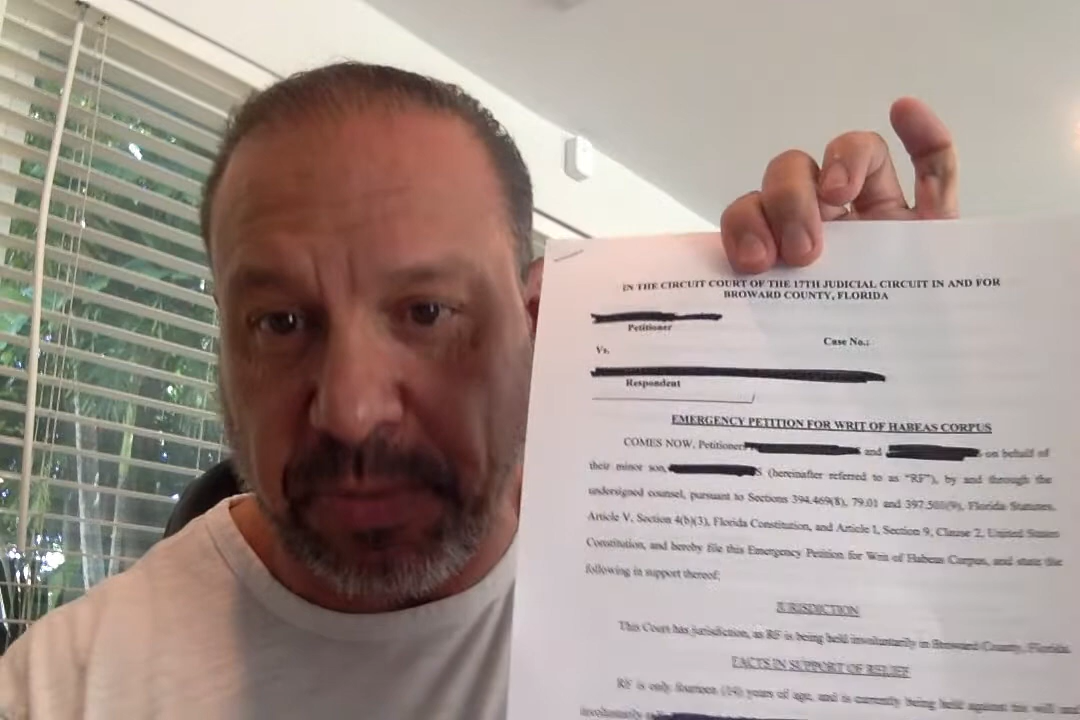 IN THE CIRCUIT COURT OF THE 17TH JUDICIAL CIRCUIT IN AND FOR
BROWARD COUNTY, FLORIDA
Petitioner
Vs.
Case No.:
Respondent
EMERGENCY PETITION FOR WRIT OF HABEAS CORPUS
COMES NOW, Petitioners and on behalf of
their minor son, S (hereinafter referred to as "RF"), by and through the
undersigned counsel, pursuant to Sections 394.469(8), 79.01 and 397.501(9), Florida Statutes,
Article V, Section 4(b)(3), Florida Constitution, and Article 1, Section 9, Clause 2, United States
Constitution, and hereby file this Emergency Petition for Writ of Habeas Corpus, and state the
following in support thereof;
JURISDICTION
This Court has jurisdiction, as RF is being held involuntarily in Broward County, Florida.
FACTS IN SUPPORT OF RELIEF
RF is only fourteen (14) years of age, and is currently being held against his will and
involuntarily